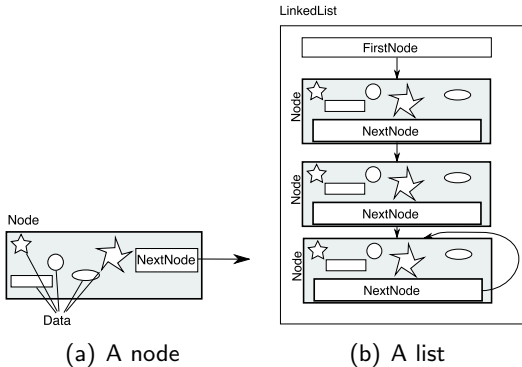 Node
NextNode
Data
(a) A node
LinkedList
FirstNode
Node
NextNode
Node
NextNode
Node
NextNode
(b) A list